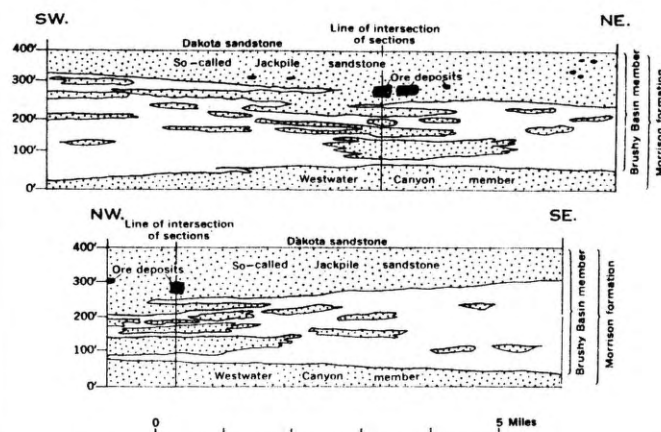 SW.
NE.
Line of intersection
of sections
Dakota sandstone
400'
So-called Jackpile sandstone
Ore deposits
300'
200'
100'
0'
Westwater Canyon member
Brushy Basin member
Morrison formation
NW.
SE.
Line of intersection
of sections
Dakota sandstone
400'
Ore deposits
So-called Jackpile sandstone
300'
200'
100'
0'
Westwater Canyon member
Brushy Basin member
Morrison formation
0 5 Miles